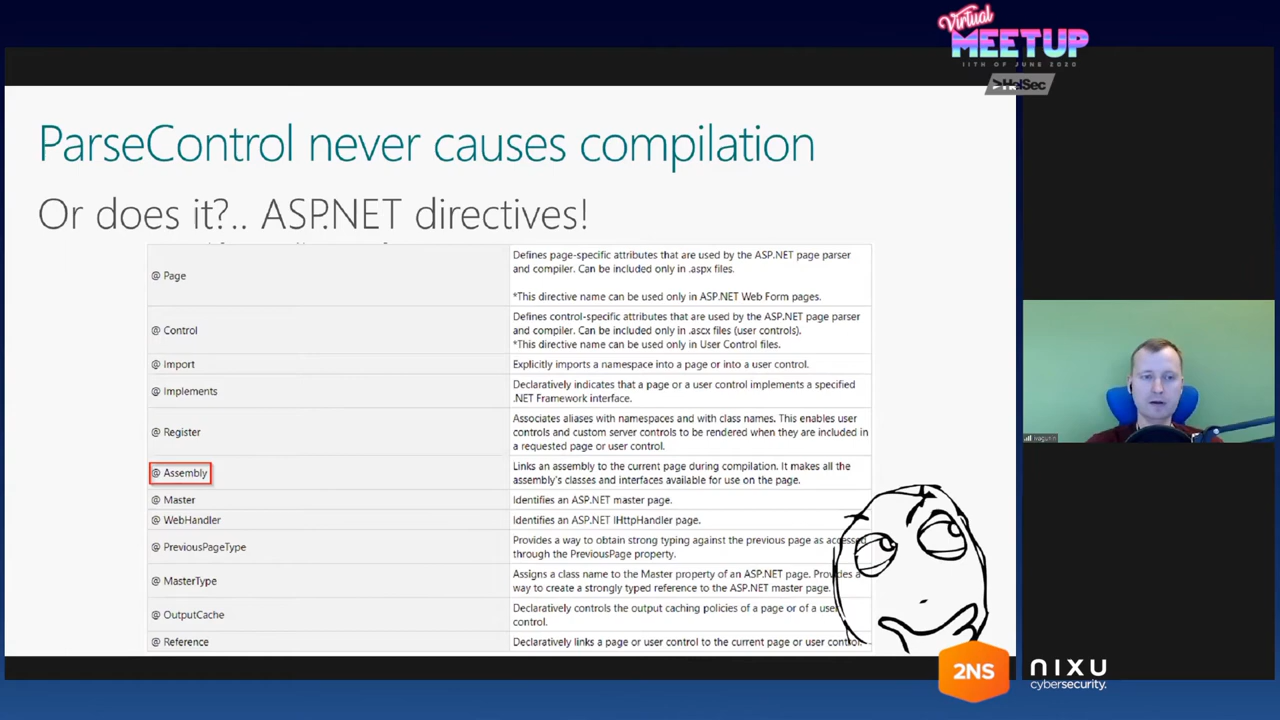 Virtual
MEETUP
11TH OF JUNE 2020
>HelSec
ParseControl never causes compilation
Or does it?.. ASP.NET directives!
@ Page
Defines page-specific attributes that are used by the ASP.NET page parser
and compiler. Can be included only in .aspx files.
*This directive name can be used only in ASP.NET Web Form pages.
@ Control
Defines control-specific attributes that are used by the ASP.NET page parser
and compiler. Can be included only in .ascx files (user controls).
*This directive name can be used only in User Control files.
@ Import
Explicitly imports a namespace into a page or into a user control.
@ Implements
Declaratively indicates that a page or a user control implements a specified
.NET Framework interface.
@ Register
Associates aliases with namespaces and with class names. This enables user
controls and custom server controls to be rendered when they are included in
a requested page or user control.
@ Assembly
Links an assembly to the current page during compilation. It makes all the
assembly's classes and interfaces available for use on the page.
@ Master
Identifies an ASP.NET master page.
@ WebHandler
Identifies an ASP.NET IHttpHandler page.
@ PreviousPageType
Provides a way to obtain strong typing against the previous page as accessed
through the PreviousPage property.
@ MasterType
Assigns a class name to the Master property of an ASP.NET page. Provides a
way to create a strongly typed reference to the ASP.NET master page.
@ OutputCache
Declaratively controls the output caching policies of a page or of a user
control.
@ Reference
Declaratively links a page or user control to the current page or user control.
2NS
nixu
cybersecurity.